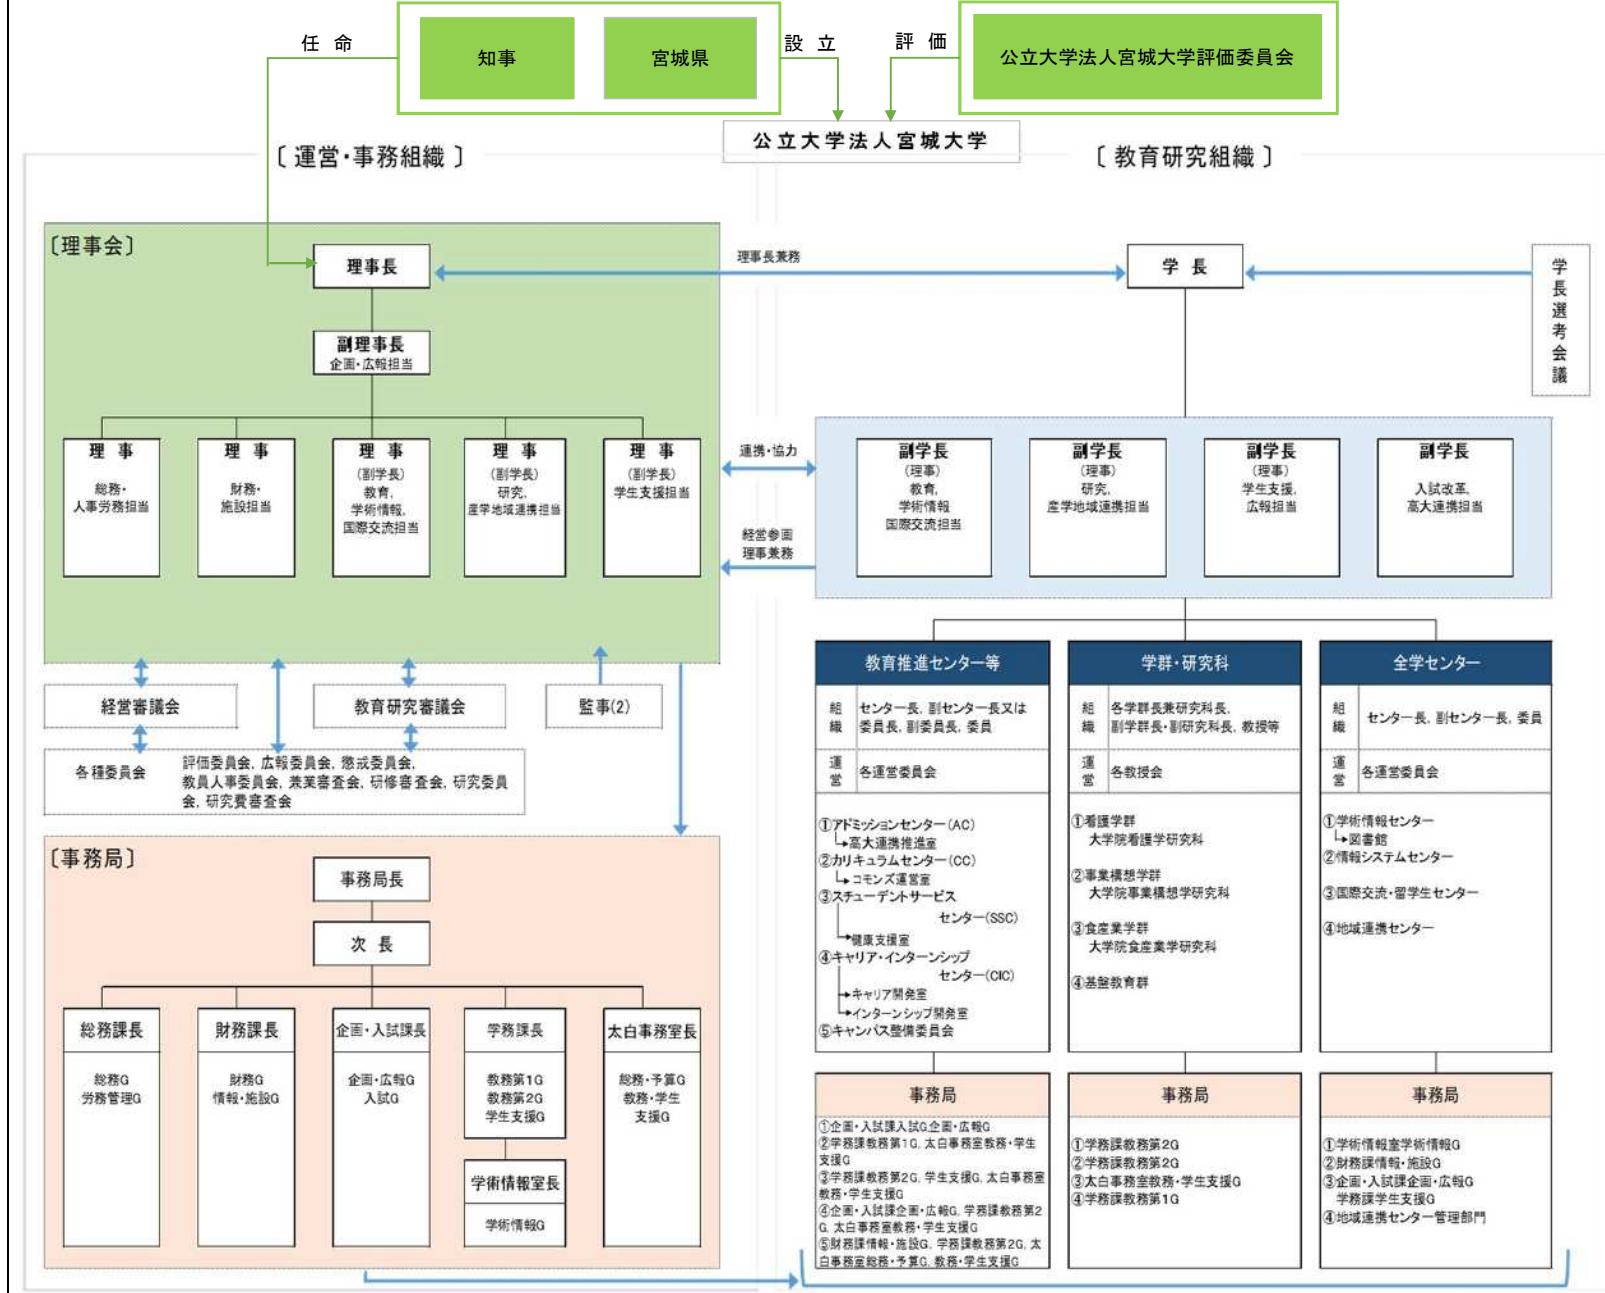 任 命
知事
宮城県
設 立
評 価
公立大学法人宮城大学評価委員会
公立大学法人宮城大学
〔 運営・事務組織 〕
〔 教育研究組織 〕
〔理事会〕
理事長
理事長兼務
学 長
学長選考会議
副理事長
企画・広報担当
理 事
総務・
人事労務担当
理 事
財務・
施設担当
理 事
(副学長)
教育,
学術情報,
国際交流担当
理 事
(副学長)
研究,
産学地域連携担当
理 事
(副学長)
学生支援担当
連携・協力
経営参画
理事兼務
副学長
(理事)
教育,
学術情報
国際交流担当
副学長
(理事)
研究,
産学地域連携担当
副学長
(理事)
学生支援,
広報担当
副学長
入試改革,
高大連携担当
経営審議会
教育研究審議会
監事(2)
各種委員会
評価委員会, 広報委員会, 懲戒委員会,
教員人事委員会, 兼業審査会, 研修審査会, 研究委員
会, 研究費審査会
〔事務局〕
事務局長
次 長
総務課長
総務G
労務管理G
財務課長
財務G
情報・施設G
企画・入試課長
企画・広報G
入試G
学務課長
教務第1G
教務第2G
学生支援G
学術情報室長
学術情報G
太白事務室長
総務・予算G
教務・学生
支援G
教育推進センター等
組織
センター長, 副センター長又は
委員長, 副委員長, 委員
運営
各運営委員会
①アドミッションセンター(AC)
高大連携推進室
②カリキュラムセンター(CC)
コモンズ運営室
③スチューデントサービス
センター(SSC)
健康支援室
④キャリア・インターンシップ
センター(CIC)
キャリア開発室
インターンシップ開発室
⑤キャンパス整備委員会
事務局
①企画・入試課入試G,企画・広報G
②学務課教務第1G, 太白事務室教務・学生
支援G
③学務課教務第2G, 学生支援G, 太白事務室
教務・学生支援G
④企画・入試課企画・広報G, 学務課教務第2
G, 太白事務室教務・学生支援G
⑤財務課情報・施設G, 学務課教務第2G, 太
白事務室総務・予算G, 教務・学生支援G
学群・研究科
組織
各学群長兼研究科長,
副学群長・副研究科長, 教授等
運営
各教授会
①看護学群
大学院看護学研究科
②事業構想学群
大学院事業構想学研究科
③食産業学群
大学院食産業学研究科
④基盤教育群
事務局
①学務課教務第2G
②学務課教務第2G
③太白事務室教務・学生支援G
④学務課教務第1G
全学センター
組織
センター長, 副センター長, 委員
運営
各運営委員会
①学術情報センター
図書館
②情報システムセンター
③国際交流・留学生センター
④地域連携センター
事務局
①学術情報室学術情報G
②財務課情報・施設G
③企画・入試課企画・広報G
学務課学生支援G
④地域連携センター管理部門